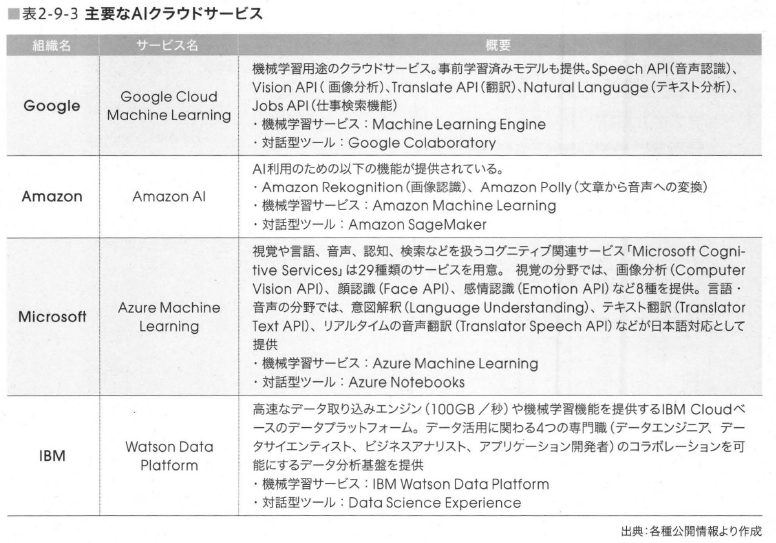 ■表2-9-3 主要なAIクラウドサービス
組織名 サービス名 概要
Google
Google Cloud
Machine Learning
機械学習用途のクラウドサービス。事前学習済みモデルも提供。Speech API(音声認識)、
Vision API( 画像分析)、Translate API(翻訳)、Natural Language(テキスト分析)、
Jobs API(仕事検索機能)
・機械学習サービス：Machine Learning Engine
・対話型ツール：Google Colaboratory
Amazon
Amazon AI
AI利用のための以下の機能が提供されている。
・Amazon Rekognition(画像認識)、Amazon Polly(文章から音声への変換)
・機械学習サービス：Amazon Machine Learning
・対話型ツール：Amazon SageMaker
Microsoft
Azure Machine
Learning
視覚や言語、音声、認知、検索などを扱うコグニティブ関連サービス「Microsoft Cogni-
tive Services」は29種類のサービスを用意。 視覚の分野では、画像分析(Computer
Vision API)、顔認識(Face API)、感情認識(Emotion API)など8種を提供。言語・
音声の分野では、意図解釈(Language Understanding)、テキスト翻訳(Translator
Text API)、リアルタイムの音声翻訳(Translator Speech API)などが日本語対応として
提供
・機械学習サービス：Azure Machine Learning
・対話型ツール：Azure Notebooks
IBM
Watson Data
Platform
高速なデータ取り込みエンジン(100GB／秒)や機械学習機能を提供するIBM Cloudベ
ースのデータプラットフォーム。データ活用に関わる4つの専門職(データエンジニア、デー
タサイエンティスト、ビジネスアナリスト、アプリケーション開発者)のコラボレーションを可
能にするデータ分析基盤を提供
・機械学習サービス：IBM Watson Data Platform
・対話型ツール：Data Science Experience
出典：各種公開情報より作成